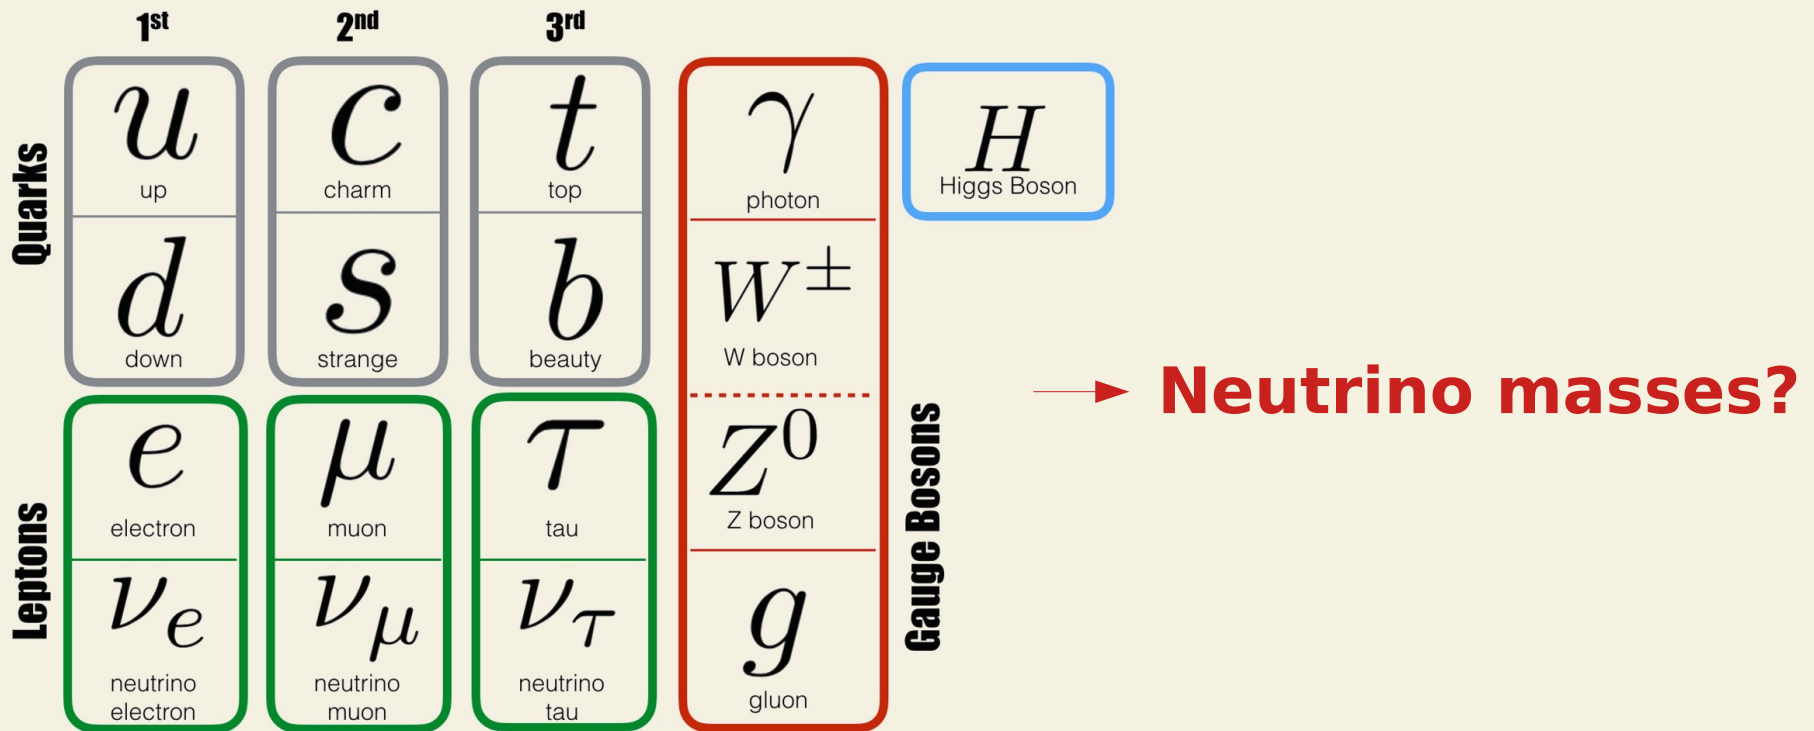 1st 2nd 3rd
Quarks
u c t γ H
up charm top photon Higgs Boson
d s b W±
down strange beauty W boson
Neutrino masses?
Leptons
e μ τ Z0
electron muon tau Z boson
Gauge Bosons
νe νμ ντ g
neutrino neutrino neutrino gluon
electron muon tau